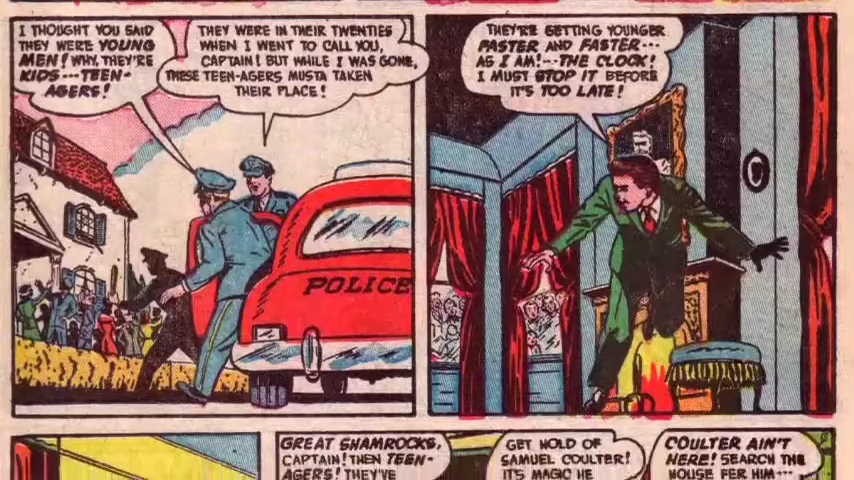 I THOUGHT YOU SAID
THEY WERE YOUNG
MEN! WHY, THEY'RE
KIDS---TEEN-
AGERS!
THEY WERE IN THEIR TWENTIES
WHEN I WENT TO CALL YOU,
CAPTAIN! BUT WHILE I WAS GONE,
THESE TEEN-AGERS MUSTA TAKEN
THEIR PLACE!
POLICE
THEY'RE GETTING YOUNGER
FASTER AND FASTER---
AS I AM!--THE CLOCK!
I MUST STOP IT BEFORE
IT'S TOO LATE!
GREAT SHAMROCKS,
CAPTAIN! THEN TEEN-
AGERS! THEY'VE
GET HOLD OF
SAMUEL COULTER!
IT'S MAGIC HE
COULTER AIN'T
HERE! SEARCH THE
HOUSE FER HIM---